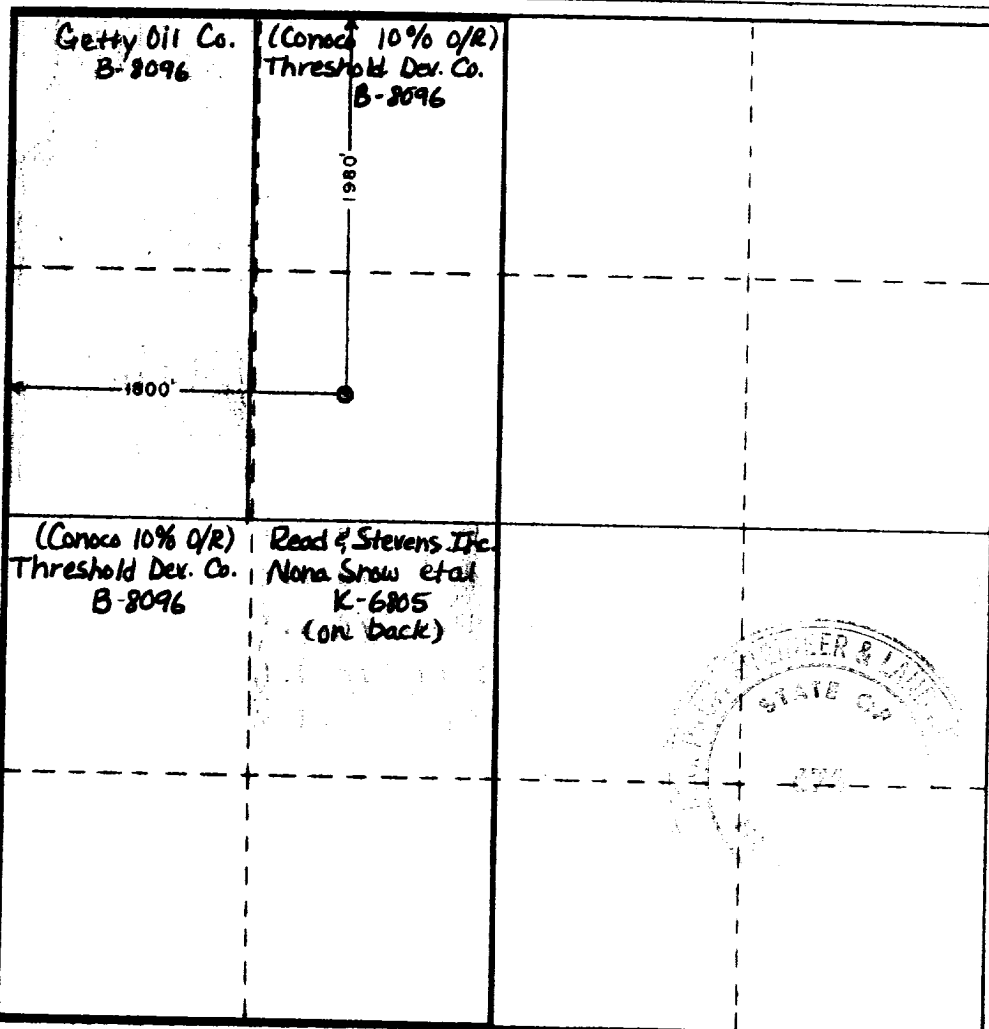 Getty Oil Co.
B-8096
(Conoco 10% O/R)
Threshold Dev. Co.
B-8096
1980'
1800'
(Conoco 10% O/R)
Threshold Dev. Co.
B-8096
Read & Stevens Inc.
Nona Snow etal
K-6805
(on back)
STATE OF